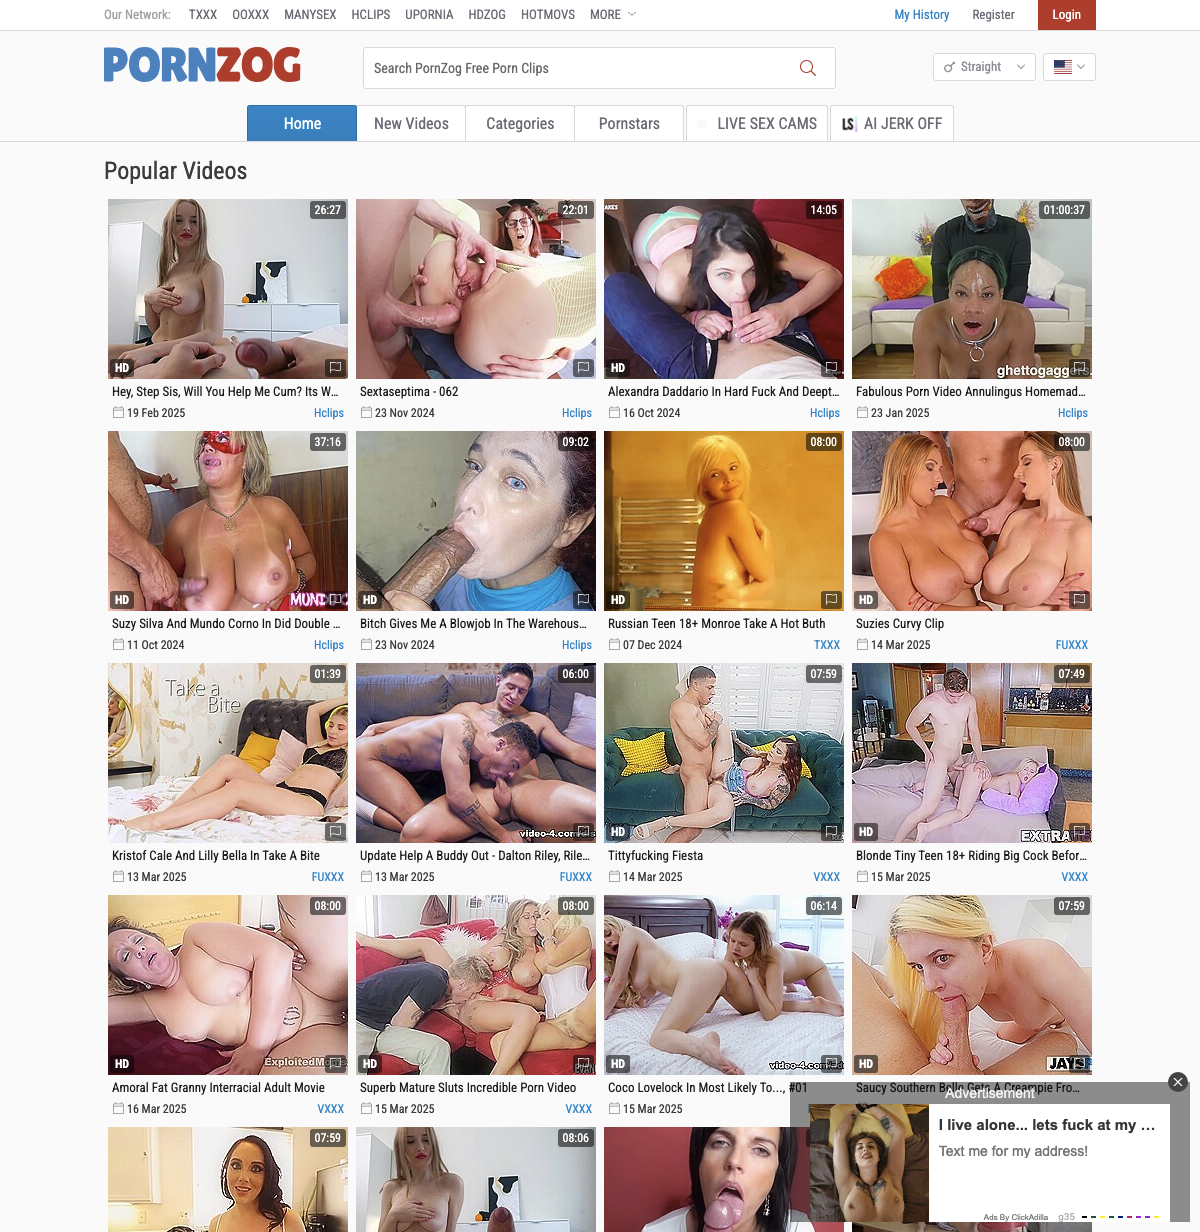 Our Network: TXXX OOXXX MANYSEX HCLIPS UPORNIA HDZOG HOTMOVS MORE My History Register Login
PORNZOG
Search PornZog Free Porn Clips
Straight
Home New Videos Categories Pornstars LIVE SEX CAMS LS AI JERK OFF
Popular Videos
26:27 22:01 14:05 01:00:37
AKES
HD HD ghettogagg
Hey, Step Sis, Will You Help Me Cum? Its W... Sextaseptima - 062 Alexandra Daddario In Hard Fuck And Deept... Fabulous Porn Video Annulingus Homemad...
19 Feb 2025 Hclips 23 Nov 2024 Hclips 16 Oct 2024 Hclips 23 Jan 2025 Hclips
37:16 09:02 08:00 08:00
HD HD HD HD
Suzy Silva And Mundo Corno In Did Double ... Bitch Gives Me A Blowjob In The Warehous... Russian Teen 18+ Monroe Take A Hot Buth Suzies Curvy Clip
11 Oct 2024 Hclips 23 Nov 2024 Hclips 07 Dec 2024 TXXX 14 Mar 2025 FUXXX
01:39 06:00 07:59 07:49
Take a
Bite
video-4.com
HD HD EXTRA
Kristof Cale And Lilly Bella In Take A Bite Update Help A Buddy Out - Dalton Riley, Rile... Tittyfucking Fiesta Blonde Tiny Teen 18+ Riding Big Cock Befor...
13 Mar 2025 FUXXX 13 Mar 2025 FUXXX 14 Mar 2025 VXXX 15 Mar 2025 VXXX
08:00 08:00 06:14 07:59
HD ExploitedMo HD HD video-4.com HD JAYS
Amoral Fat Granny Interracial Adult Movie Superb Mature Sluts Incredible Porn Video Coco Lovelock In Most Likely To..., #01 Saucy Southern Belle Gets A Creampie Fro...
16 Mar 2025 VXXX 15 Mar 2025 VXXX 15 Mar 2025
Advertisement
I live alone... lets fuck at my ...
Text me for my address!
07:59 08:06
Ads By ClickAdilla g35